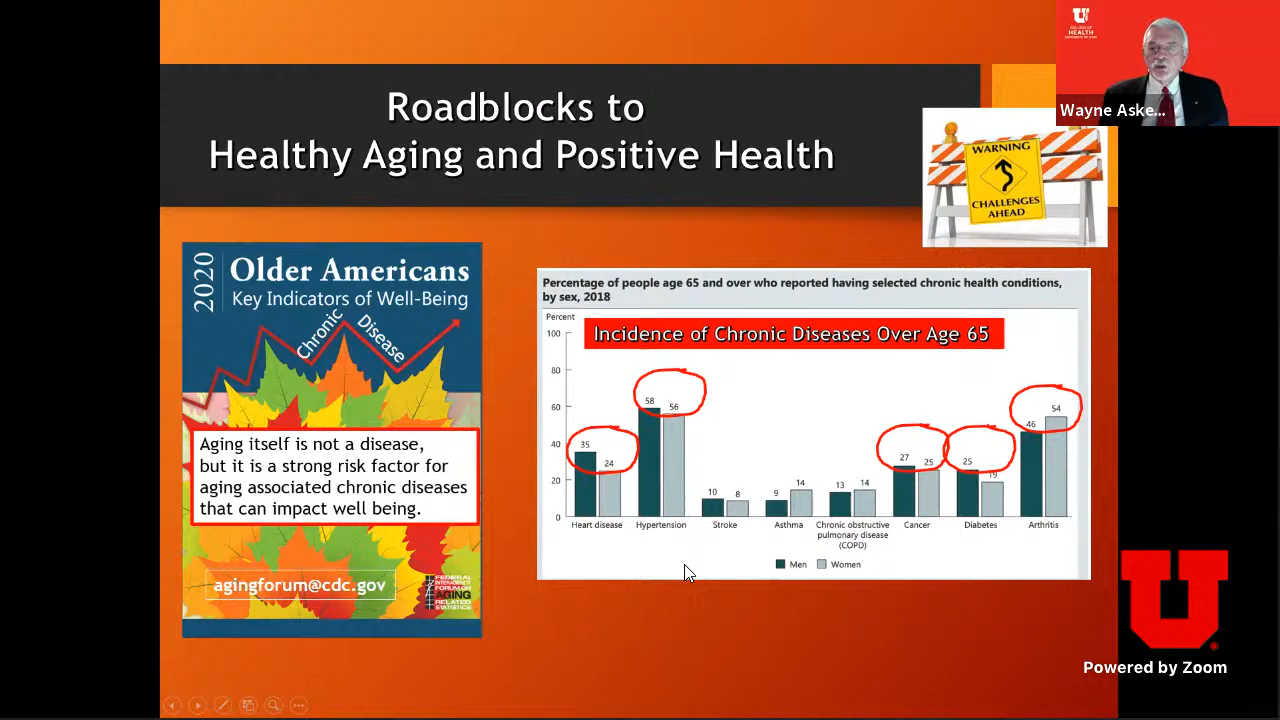 COLLEGE OF
HEALTH
UNIVERSITY OF UTAH
Wayne Aske...
Roadblocks to
Healthy Aging and Positive Health
WARNING
CHALLENGES
AHEAD
2020
Older Americans
Key Indicators of Well-Being
Chronic
Disease
Aging itself is not a disease,
but it is a strong risk factor for
aging associated chronic diseases
that can impact well being.
agingforum@cdc.gov
FEDERAL
INTERAGENCY
FORUM ON
AGING
RELATED
STATISTICS
Percentage of people age 65 and over who reported having selected chronic health conditions,
by sex, 2018
Percent
Incidence of Chronic Diseases Over Age 65
100
80
60
40
20
0
35
24
58
56
10
8
9
14
13
14
27
25
25
19
46
54
Heart disease
Hypertension
Stroke
Asthma
Chronic obstructive
pulmonary disease
(COPD)
Cancer
Diabetes
Arthritis
Men
Women
Powered by Zoom